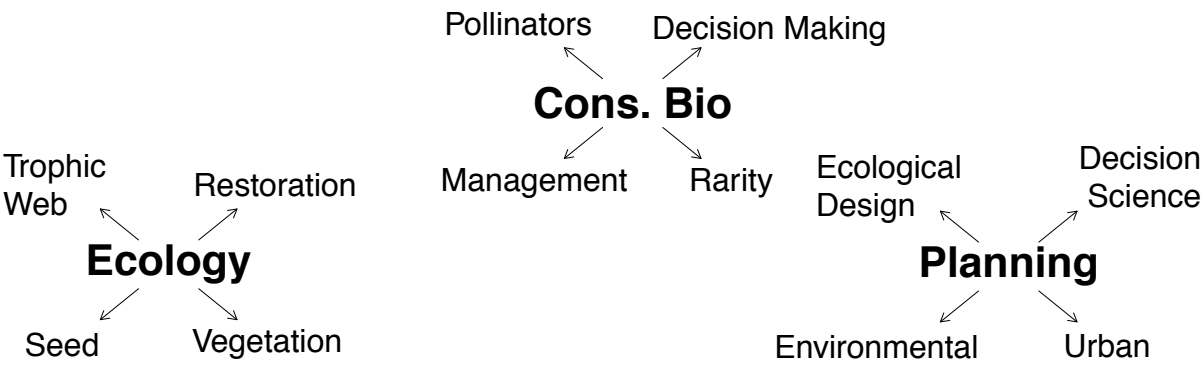 Pollinators
Decision Making
Cons. Bio
Management
Rarity
Trophic
Web
Restoration
Ecology
Seed
Vegetation
Ecological
Design
Decision
Science
Planning
Environmental
Urban